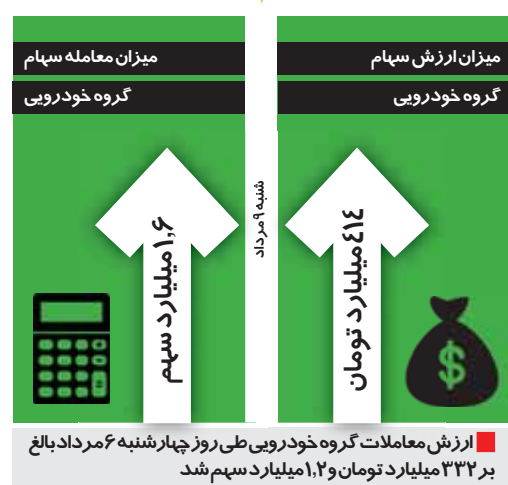 میزان ارزش سهام
گروه خودرویی
۴۱۴ میلیارد تومان
$
شنبه ۹ مرداد
میزان معامله سهام
گروه خودرویی
۱,۶ میلیارد سهم
ارزش معاملات گروه خودرویی طی روز چهارشنبه ۶ مرداد بالغ
بر ۳۳۲ میلیارد تومان و ۱,۲ میلیارد سهم شد